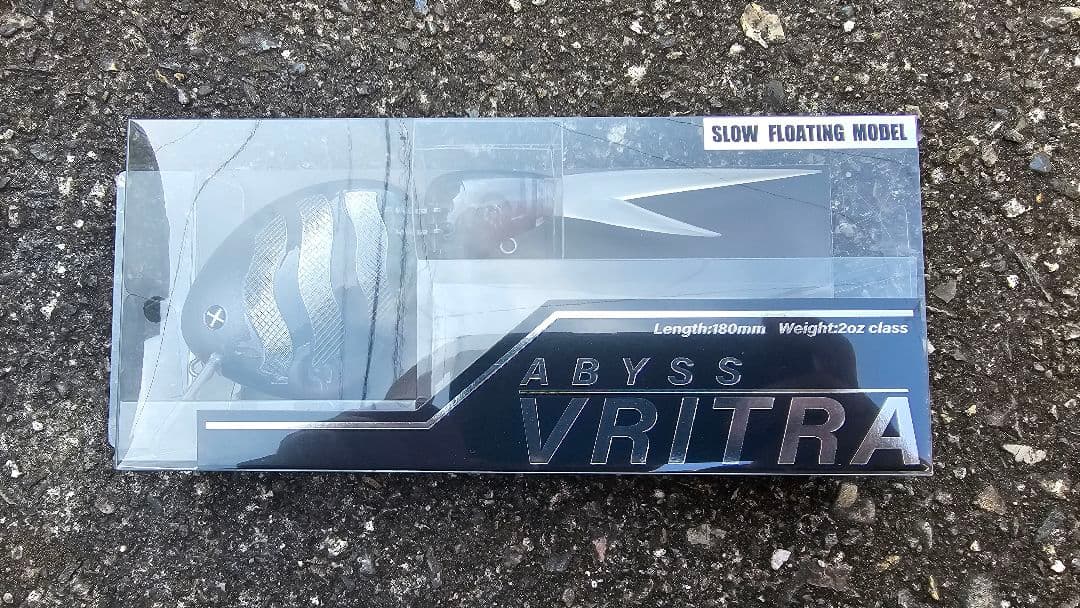 SLOW FLOATING MODEL
Length:180mm Weight:2oz class
ABYSS
VRITRA